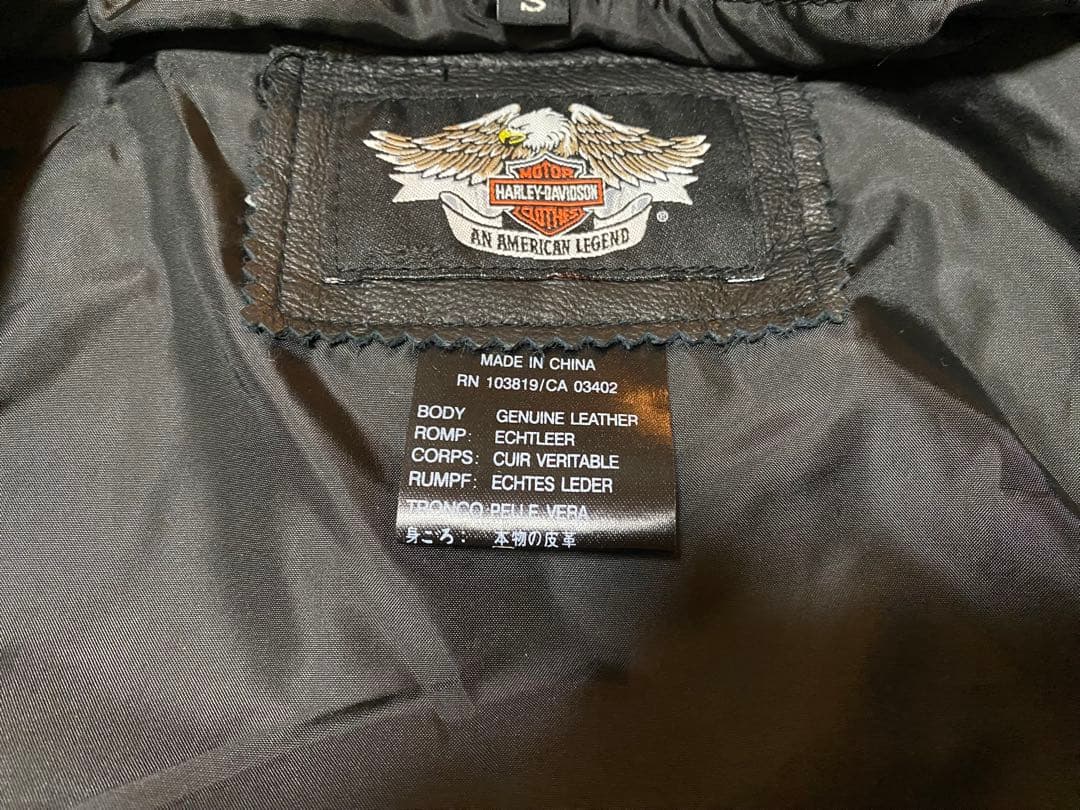 S
MOTOR
HARLEY-DAVIDSON
CLOTHES
®
AN AMERICAN LEGEND
MADE IN CHINA
RN 103819/CA 03402
BODY GENUINE LEATHER
ROMP: ECHTLEER
CORPS: CUIR VERITABLE
RUMPF: ECHTES LEDER
TRONCO: PELLE VERA
身ごろ: 本物の皮革